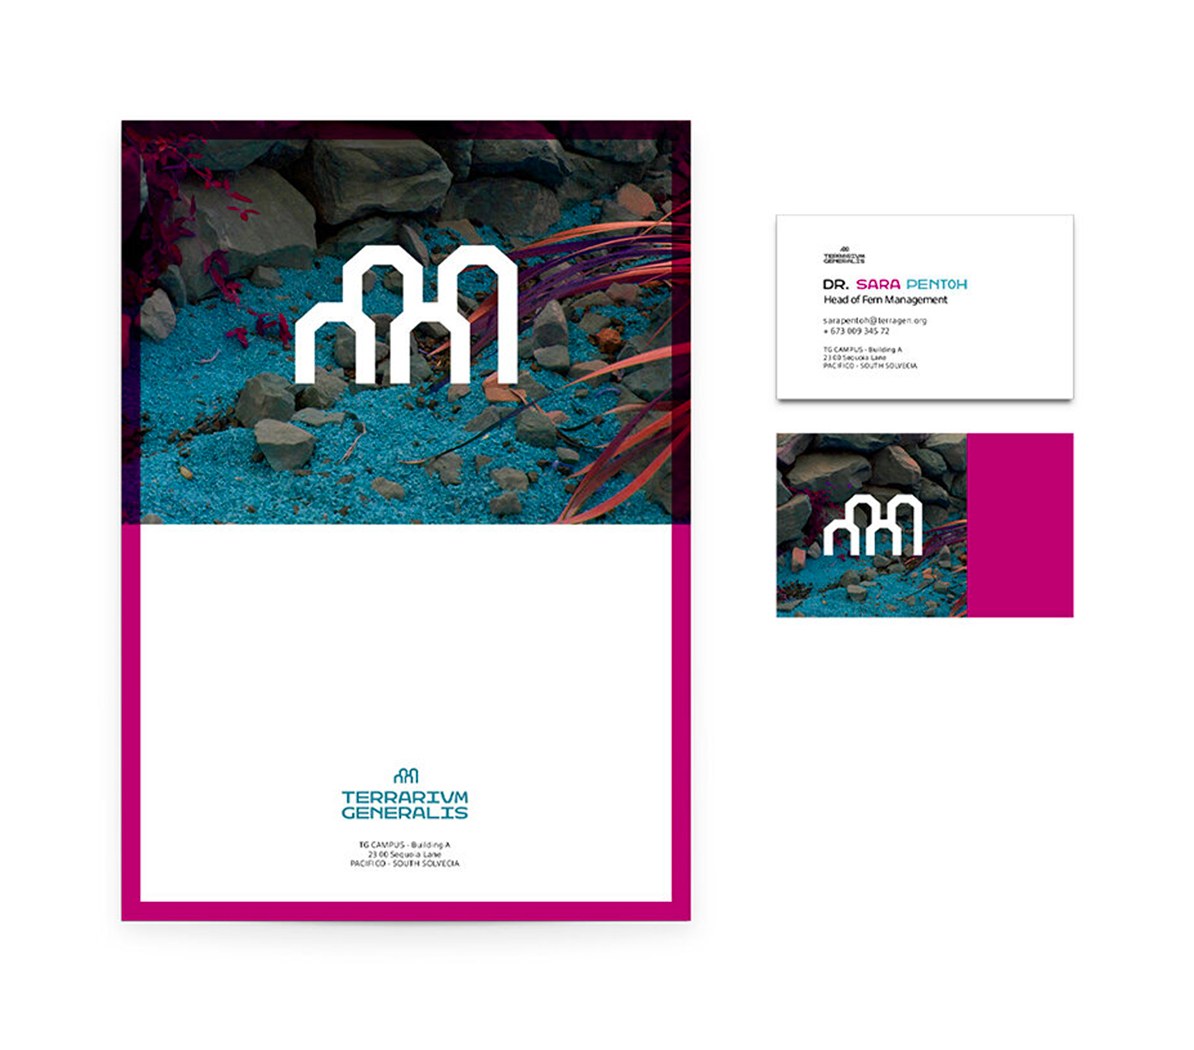 TERRARIVM
GENERALIS
TG CAMPUS - Building A
23 00 Sequoia Lane
PACIFICO - SOUTH SOLVECIA
TERRARIVM
GENERALIS
DR. SARA PENTOH
Head of Fern Management
sarapentoh@terragen.org
+ 673 009 345 72
TG CAMPUS - Building A
23 00 Sequoia Lane
PACIFICO - SOUTH SOLVECIA